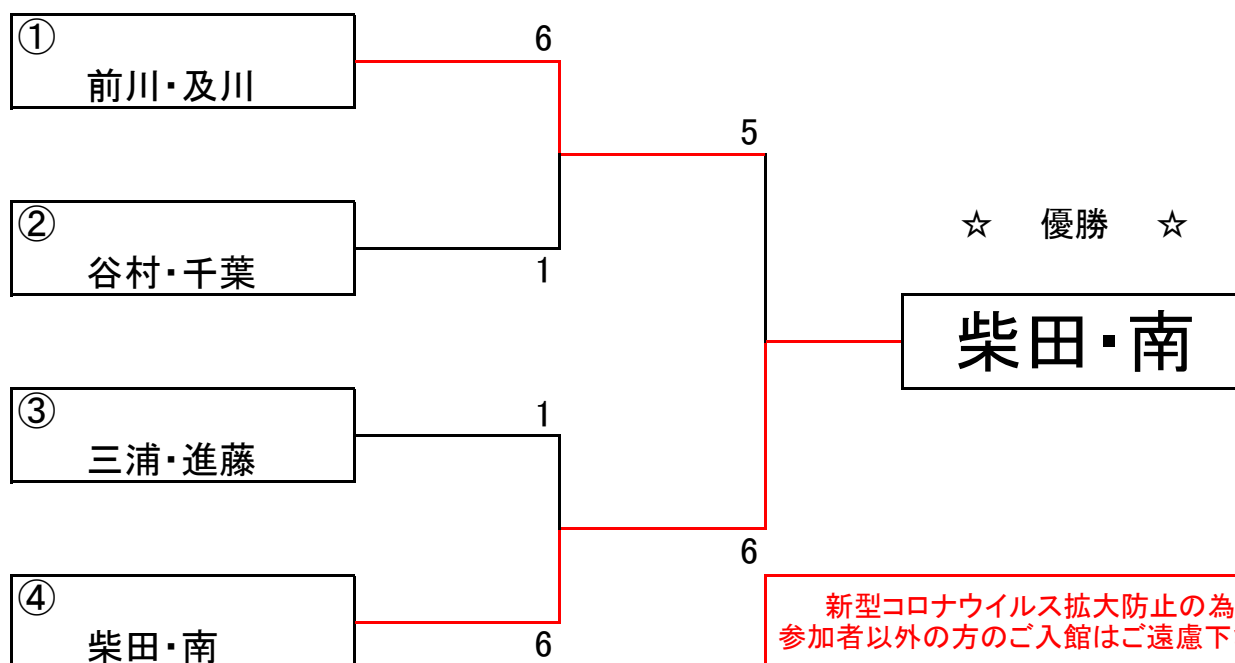 ①
前川・及川
6
5
②
谷村・千葉
1
☆ 優勝 ☆
柴田・南
③
三浦・進藤
1
6
④
柴田・南
6
新型コロナウイルス拡大防止の為
参加者以外の方のご入館はご遠慮下